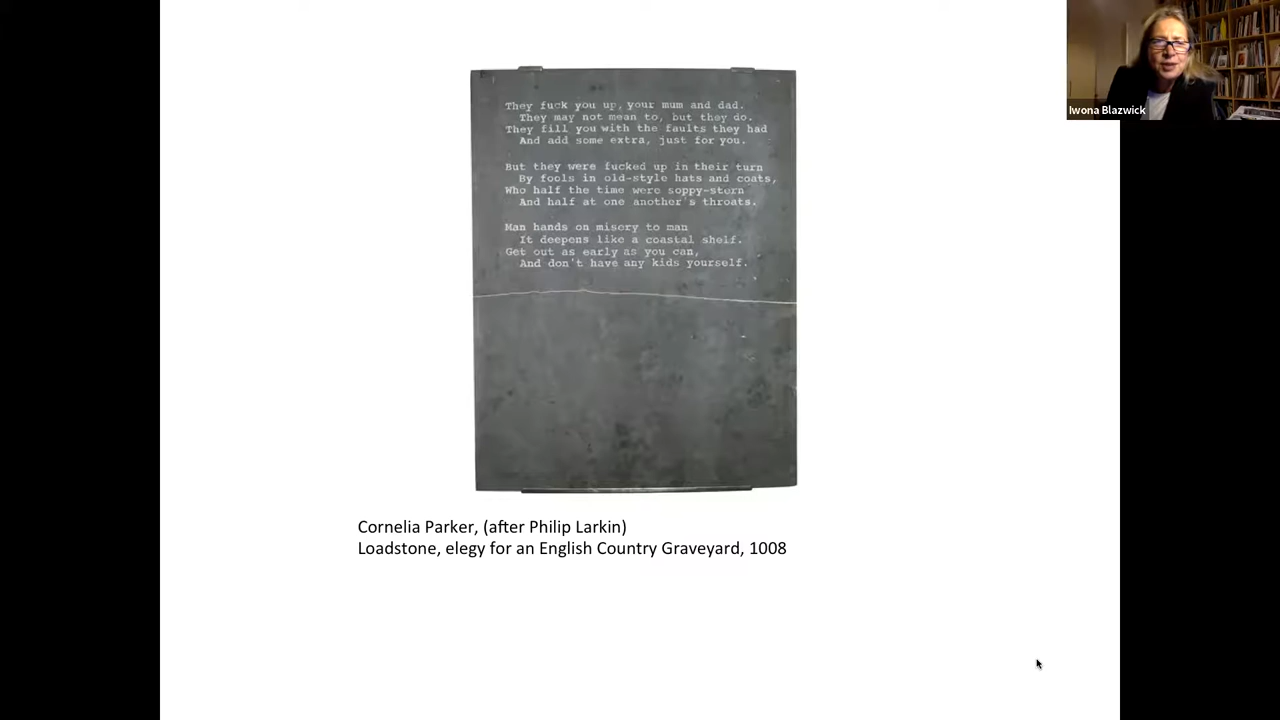 They fuck you up, your mum and dad.
They may not mean to, but they do.
They fill you with the faults they had
And add some extra, just for you.
But they were fucked up in their turn
By fools in old-style hats and coats,
Who half the time were soppy-stern
And half at one another's throats.
Man hands on misery to man
It deepens like a coastal shelf.
Get out as early as you can,
And don't have any kids yourself.
Cornelia Parker, (after Philip Larkin)
Loadstone, elegy for an English Country Graveyard, 1008
Iwona Blazwick